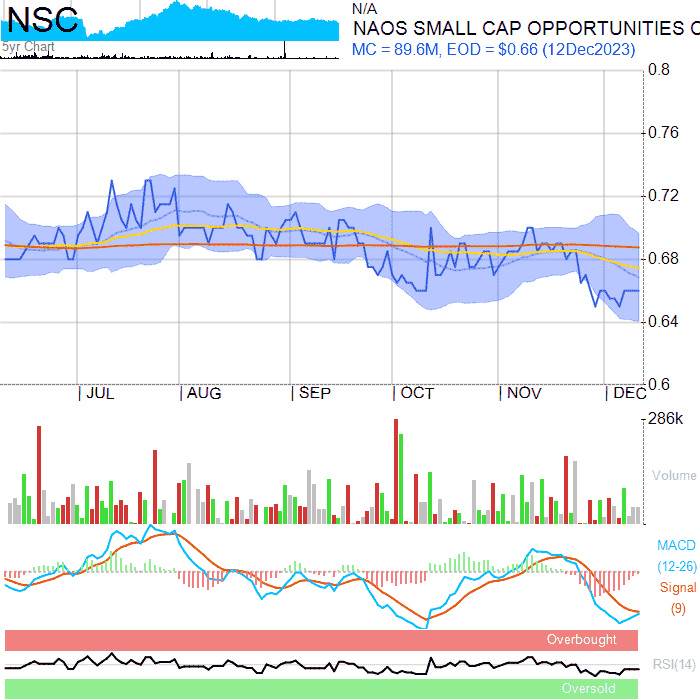 NSC
5yr Chart
N/A
NAOS SMALL CAP OPPORTUNITIES C
MC = 89.6M, EOD = $0.66 (12Dec2023)
0.8
0.76
0.72
0.68
0.64
0.6
JUL AUG SEP OCT NOV DEC
286k
Volume
MACD
(12-26)
Signal
(9)
Overbought
RSI(14)
Oversold